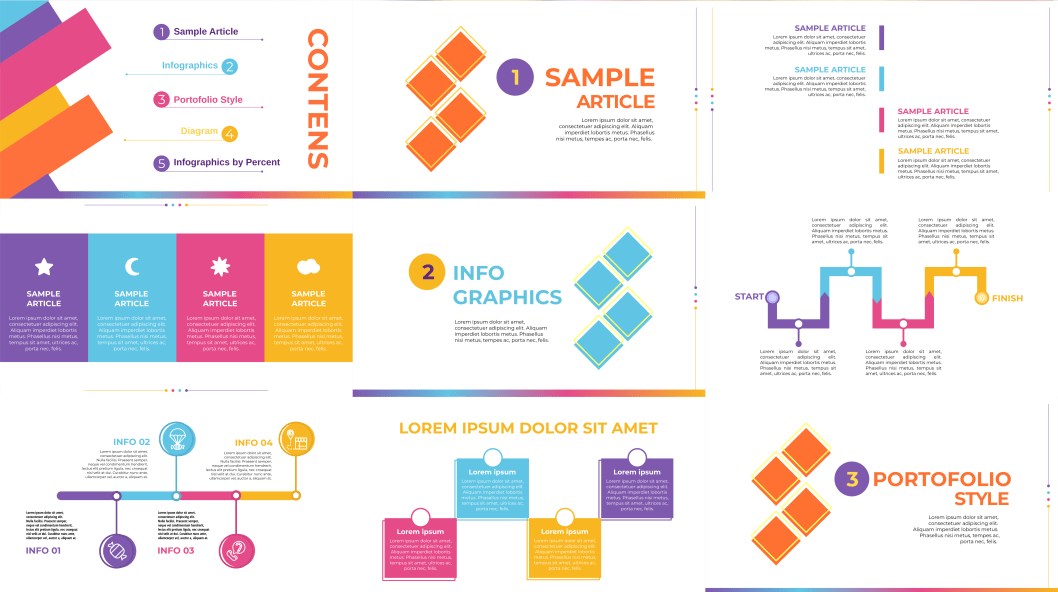 1 Sample Article
Infographics 2
3 Portofolio Style
Diagram 4
5 Infographics by Percent
CONTENS
1
SAMPLE
ARTICLE
Lorem ipsum dolor sit amet,
consectetuer adipiscing elit. Aliquam
imperdiet lobortis metus. Phasellus
nisi metus, tempus sit amet, ultrices ac, porta nec, felis.
SAMPLE ARTICLE
Lorem ipsum dolor sit amet, consectetuer
adipiscing elit. Aliquam imperdiet lobortis
metus. Phasellus nisi metus, tempus sit amet,
ultrices ac, porta nec, felis.
SAMPLE ARTICLE
Lorem ipsum dolor sit amet, consectetuer
adipiscing elit. Aliquam imperdiet lobortis
metus. Phasellus nisi metus, tempus sit amet,
ultrices ac, porta nec, felis.
SAMPLE ARTICLE
Lorem ipsum dolor sit amet, consectetuer
adipiscing elit. Aliquam imperdiet lobortis
metus. Phasellus nisi metus, tempus sit amet,
ultrices ac, porta nec, felis.
SAMPLE ARTICLE
Lorem ipsum dolor sit amet, consectetuer
adipiscing elit. Aliquam imperdiet lobortis
metus. Phasellus nisi metus, tempus sit amet,
ultrices ac, porta nec, felis.
SAMPLE
ARTICLE
Lorem ipsum dolor sit amet,
consectetuer adipiscing elit.
Aliquam imperdiet lobortis
metus. Phasellus nisi metus,
tempus sit amet, ultrices ac,
porta nec, felis.
SAMPLE
ARTICLE
Lorem ipsum dolor sit amet,
consectetuer adipiscing elit.
Aliquam imperdiet lobortis
metus. Phasellus nisi metus,
tempus sit amet, ultrices ac,
porta nec, felis.
SAMPLE
ARTICLE
Lorem ipsum dolor sit amet,
consectetuer adipiscing elit.
Aliquam imperdiet lobortis
metus. Phasellus nisi metus,
tempus sit amet, ultrices ac,
porta nec, felis.
SAMPLE
ARTICLE
Lorem ipsum dolor sit amet,
consectetuer adipiscing elit.
Aliquam imperdiet lobortis
metus. Phasellus nisi metus,
tempus sit amet, ultrices ac,
porta nec, felis.
2
INFO
GRAPHICS
Lorem ipsum dolor sit amet,
consectetuer adipiscing elit. Aliquam
imperdiet lobortis metus. Phasellus
nisi metus, tempus sit amet, ultrices
ac, porta nec, felis.
Lorem ipsum dolor sit amet,
consectetuer adipiscing elit.
Aliquam imperdiet lobortis metus.
Phasellus nisi metus, tempus sit
amet, ultrices ac, porta nec, felis.
Lorem ipsum dolor sit amet,
consectetuer adipiscing elit.
Aliquam imperdiet lobortis metus.
Phasellus nisi metus, tempus sit
amet, ultrices ac, porta nec, felis.
START
FINISH
Lorem ipsum dolor sit amet,
consectetuer adipiscing elit.
Aliquam imperdiet lobortis metus.
Phasellus nisi metus, tempus sit
amet, ultrices ac, porta nec, felis.
Lorem ipsum dolor sit amet,
consectetuer adipiscing elit.
Aliquam imperdiet lobortis metus.
Phasellus nisi metus, tempus sit
amet, ultrices ac, porta nec, felis.
INFO 02
INFO 04
INFO 01
INFO 03
LOREM IPSUM DOLOR SIT AMET
Lorem ipsum
Lorem ipsum dolor sit amet,
consectetuer adipiscing elit.
Aliquam imperdiet lobortis
metus. Phasellus nisi metus,
tempus sit amet, ultrices ac,
porta nec, felis.
Lorem ipsum
Lorem ipsum dolor sit amet,
consectetuer adipiscing elit.
Aliquam imperdiet lobortis
metus. Phasellus nisi metus,
tempus sit amet, ultrices ac,
porta nec, felis.
Lorem ipsum
Lorem ipsum dolor sit amet,
consectetuer adipiscing elit.
Aliquam imperdiet lobortis
metus. Phasellus nisi metus,
tempus sit amet, ultrices ac,
porta nec, felis.
Lorem ipsum
Lorem ipsum dolor sit amet,
consectetuer adipiscing elit.
Aliquam imperdiet lobortis
metus. Phasellus nisi metus,
tempus sit amet, ultrices ac,
porta nec, felis.
3
PORTOFOLIO
STYLE
Lorem ipsum dolor sit amet,
consectetuer adipiscing elit. Aliquam
imperdiet lobortis metus. Phasellus
nisi metus, tempes sit amet, ultrices ac,
porta nec, felis.